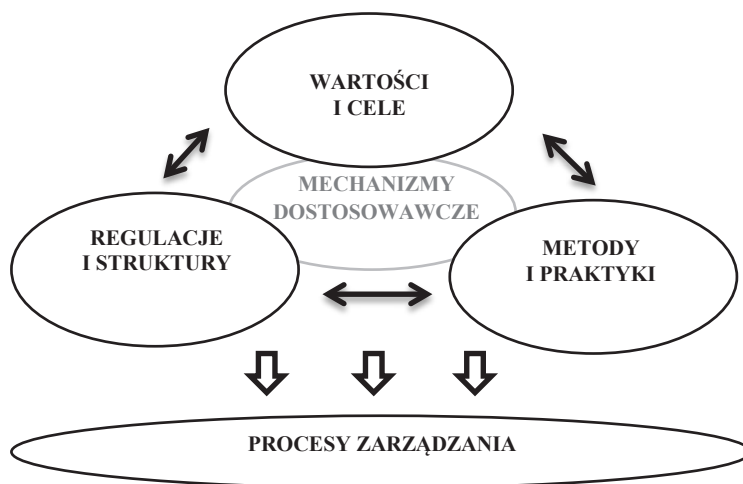 WARTOŚCI
I CELE
MECHANIZMY
DOSTOSOWAWCZE
REGULACJE
I STRUKTURY
METODY
I PRAKTYKI
PROCESY ZARZĄDZANIA